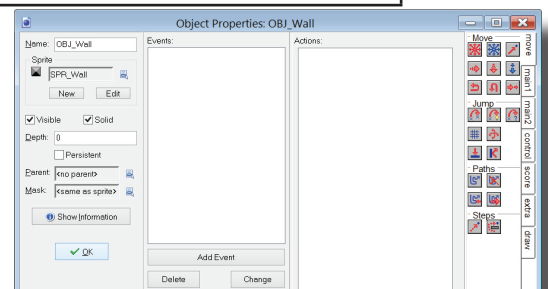 Object Properties: OBJ_Wall
Name: OBJ_Wall
Sprite
SPR_Wall
New Edit
Visible Solid
Depth: 0
Persistent
Parent: <no parent>
Mask: <same as sprite>
Show Information
OK
Events:
Add Event
Delete Change
Actions:
Move
Jump
Paths
Steps
move
main1
main2
control
score
extra
draw